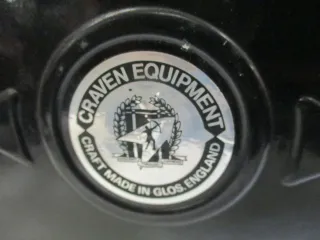 CRAVEN EQUIPMENT
CRAFT MADE IN GLOS. ENGLAND